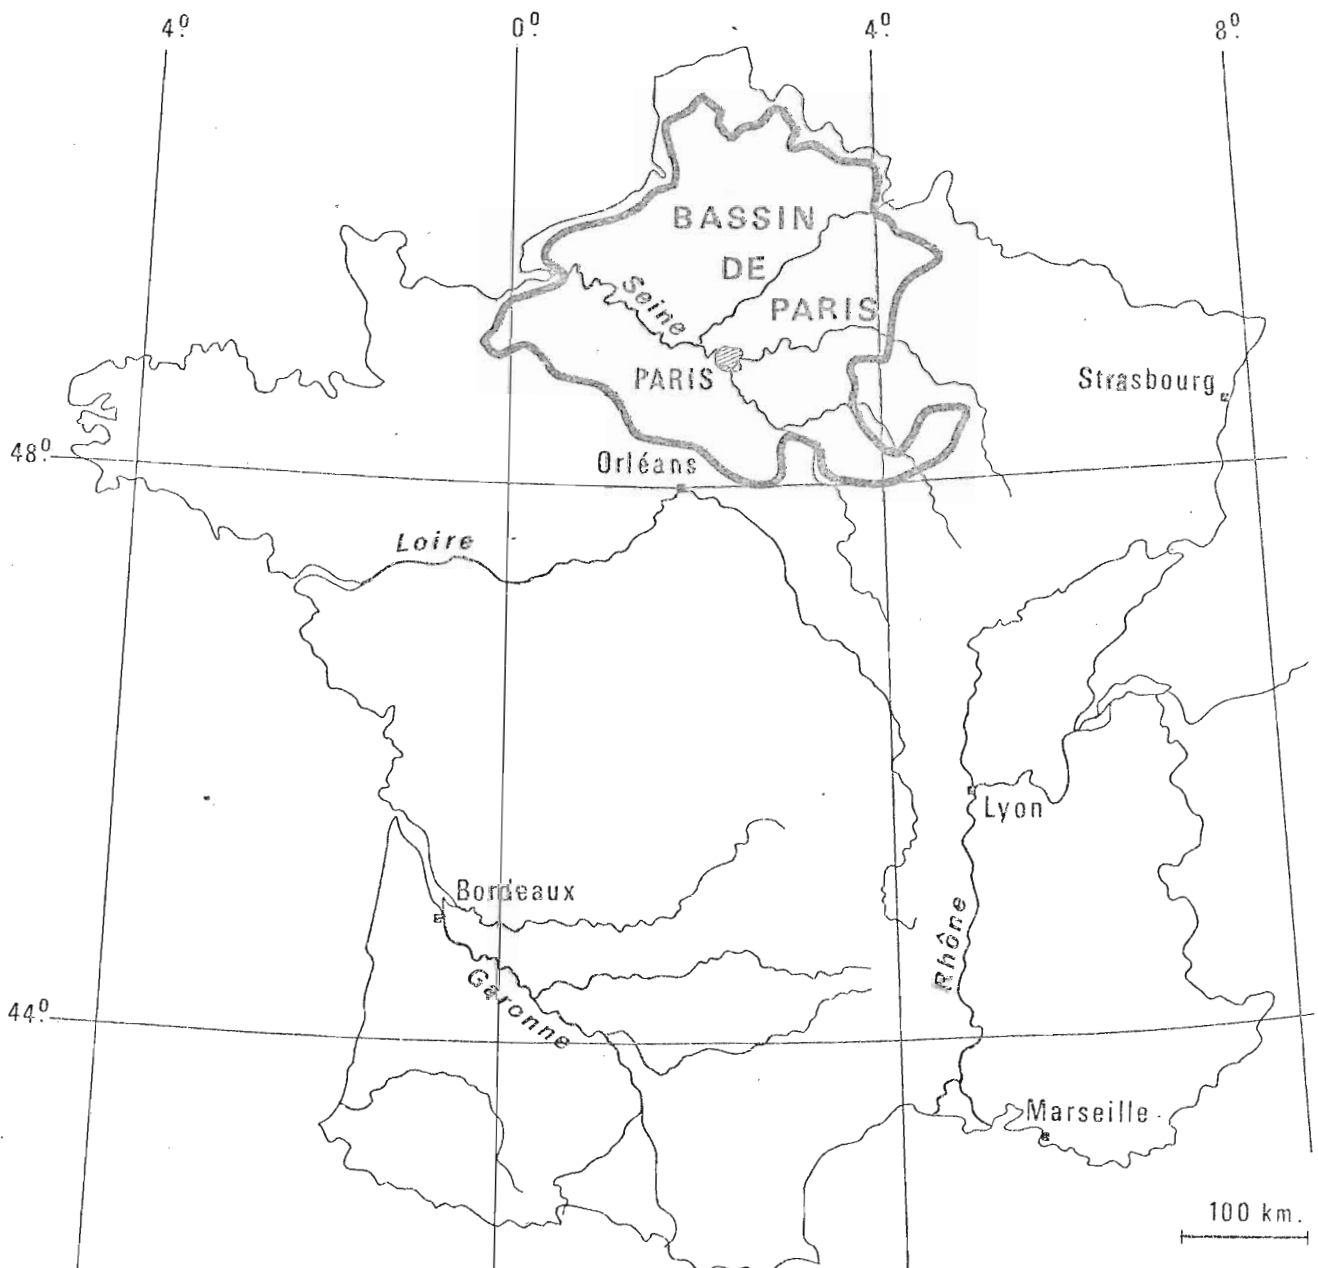 4º.
0º.
4º.
8º.
BASSIN
DE
PARIS
Seine
PARIS
Strasbourg
48º.
Orléans
Loire
Lyon
Bordeaux
Rhône
Garonne
44º.
Marseille
100 km.